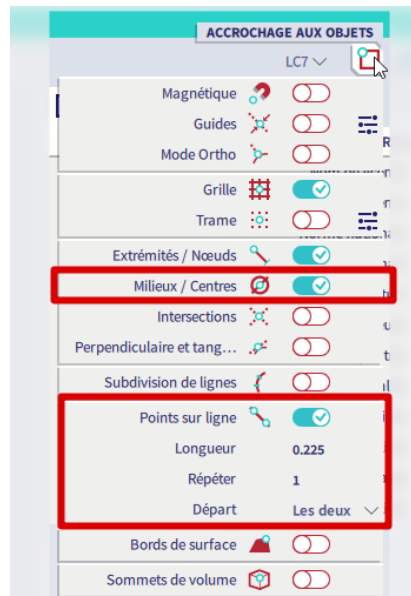 ACCROCHAGE AUX OBJETS
LC7
Magnétique
Guides
Mode Ortho
Grille
Trame
Extrémités / Nœuds
Milieux / Centres
Intersections
Perpendiculaire et tang...
Subdivision de lignes
Points sur ligne
Longueur 0.225
Répéter 1
Départ Les deux
Bords de surface
Sommets de volume